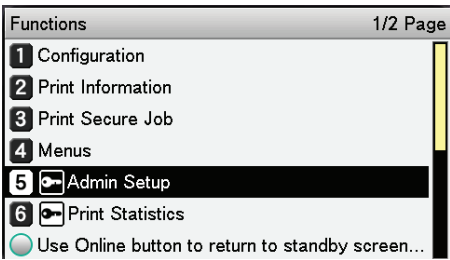 Functions 1/2 Page
1 Configuration
2 Print Information
3 Print Secure Job
4 Menus
5 Admin Setup
6 Print Statistics
Use Online button to return to standby screen...